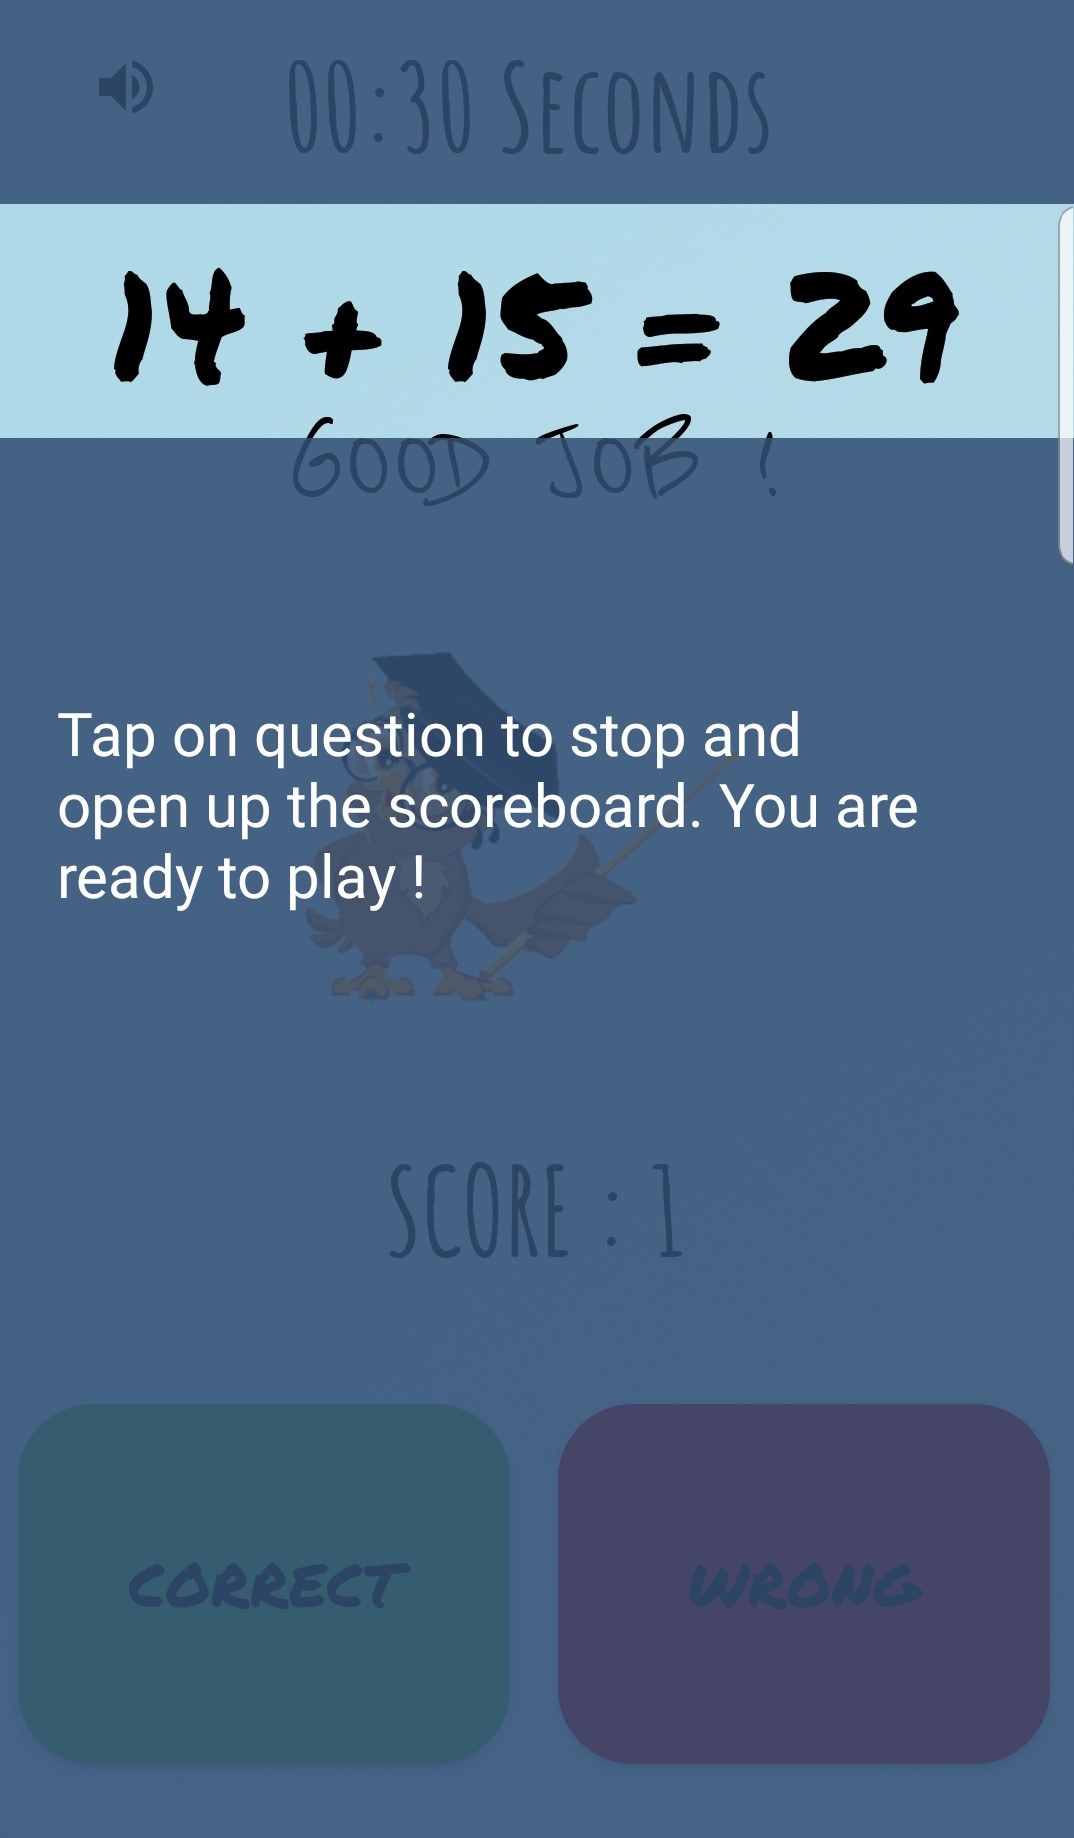 00:30 Seconds
14 + 15 = 29
GOOD JOB !
Tap on question to stop and
open up the scoreboard. You are
ready to play !
SCORE : 1
CORRECT
WRONG